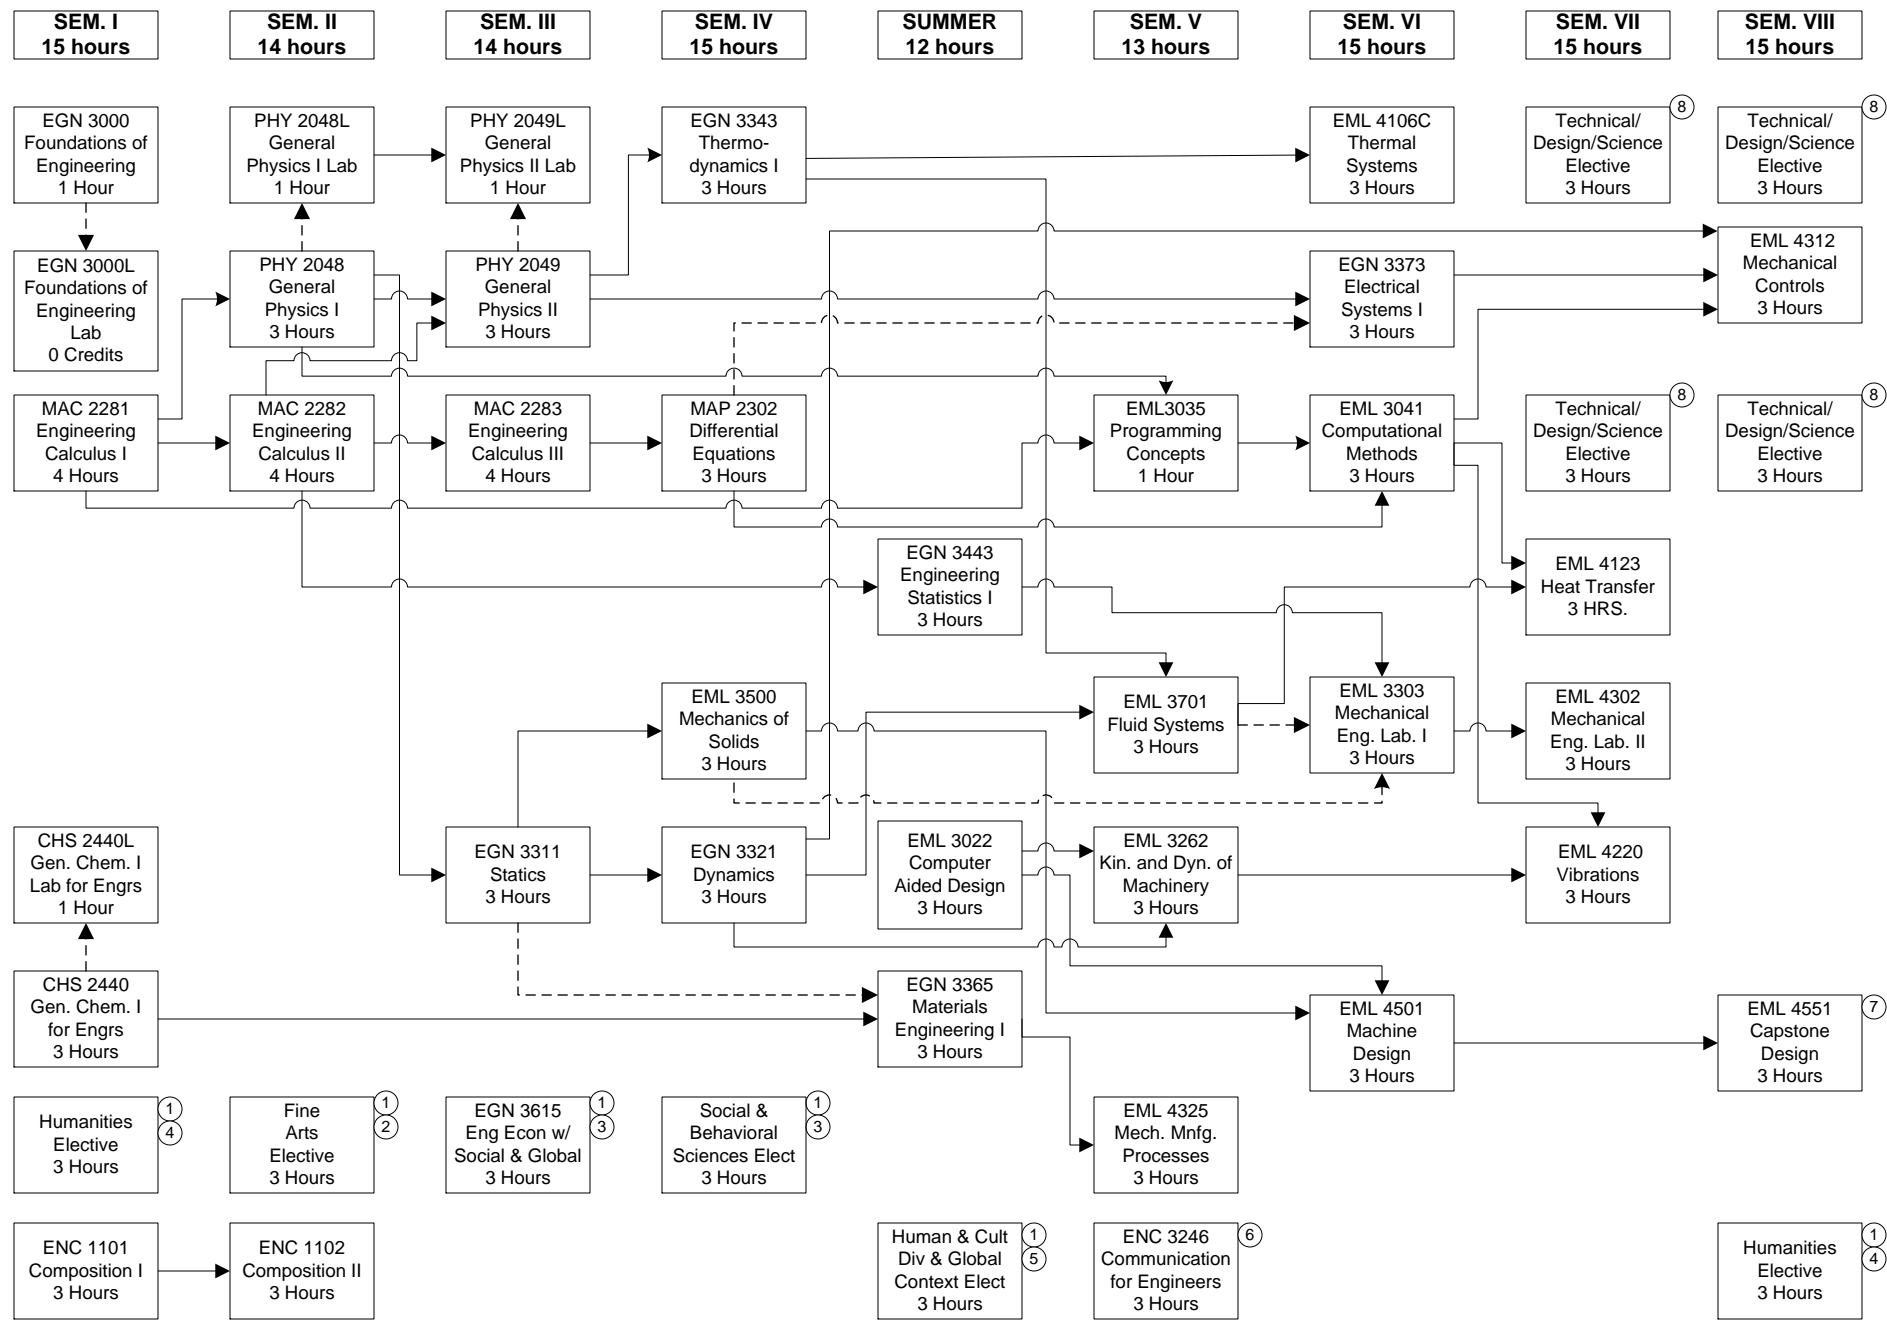 SEM. I
15 hours
SEM. II
14 hours
SEM. III
14 hours
SEM. IV
15 hours
SUMMER
12 hours
SEM. V
13 hours
SEM. VI
15 hours
SEM. VII
15 hours
SEM. VIII
15 hours
EGN 3000
Foundations of
Engineering
1 Hour
PHY 2048L
General
Physics I Lab
1 Hour
PHY 2049L
General
Physics II Lab
1 Hour
EGN 3343
Thermo-
dynamics I
3 Hours
EML 4106C
Thermal
Systems
3 Hours
Technical/
Design/Science
Elective
3 Hours
8
Technical/
Design/Science
Elective
3 Hours
8
EGN 3000L
Foundations of
Engineering
Lab
0 Credits
PHY 2048
General
Physics I
3 Hours
PHY 2049
General
Physics II
3 Hours
EGN 3373
Electrical
Systems I
3 Hours
EML 4312
Mechanical
Controls
3 Hours
MAC 2281
Engineering
Calculus I
4 Hours
MAC 2282
Engineering
Calculus II
4 Hours
MAC 2283
Engineering
Calculus III
4 Hours
MAP 2302
Differential
Equations
3 Hours
EML3035
Programming
Concepts
1 Hour
EML 3041
Computational
Methods
3 Hours
Technical/
Design/Science
Elective
3 Hours
8
Technical/
Design/Science
Elective
3 Hours
8
EGN 3443
Engineering
Statistics I
3 Hours
EML 4123
Heat Transfer
3 HRS.
EML 3500
Mechanics of
Solids
3 Hours
EML 3701
Fluid Systems
3 Hours
EML 3303
Mechanical
Eng. Lab. I
3 Hours
EML 4302
Mechanical
Eng. Lab. II
3 Hours
CHS 2440L
Gen. Chem. I
Lab for Engrs
1 Hour
EGN 3311
Statics
3 Hours
EGN 3321
Dynamics
3 Hours
EML 3022
Computer
Aided Design
3 Hours
EML 3262
Kin. and Dyn. of
Machinery
3 Hours
EML 4220
Vibrations
3 Hours
CHS 2440
Gen. Chem. I
for Engrs
3 Hours
EGN 3365
Materials
Engineering I
3 Hours
EML 4501
Machine
Design
3 Hours
EML 4551
Capstone
Design
3 Hours
7
Humanities
Elective
3 Hours
1
4
Fine
Arts
Elective
3 Hours
1
2
EGN 3615
Eng Econ w/
Social & Global
3 Hours
1
3
Social &
Behavioral
Sciences Elect
3 Hours
1
3
EML 4325
Mech. Mnfg.
Processes
3 Hours
ENC 1101
Composition I
3 Hours
ENC 1102
Composition II
3 Hours
Human & Cult
Div & Global
Context Elect
3 Hours
1
5
ENC 3246
Communication
for Engineers
3 Hours
6
Humanities
Elective
3 Hours
1
4